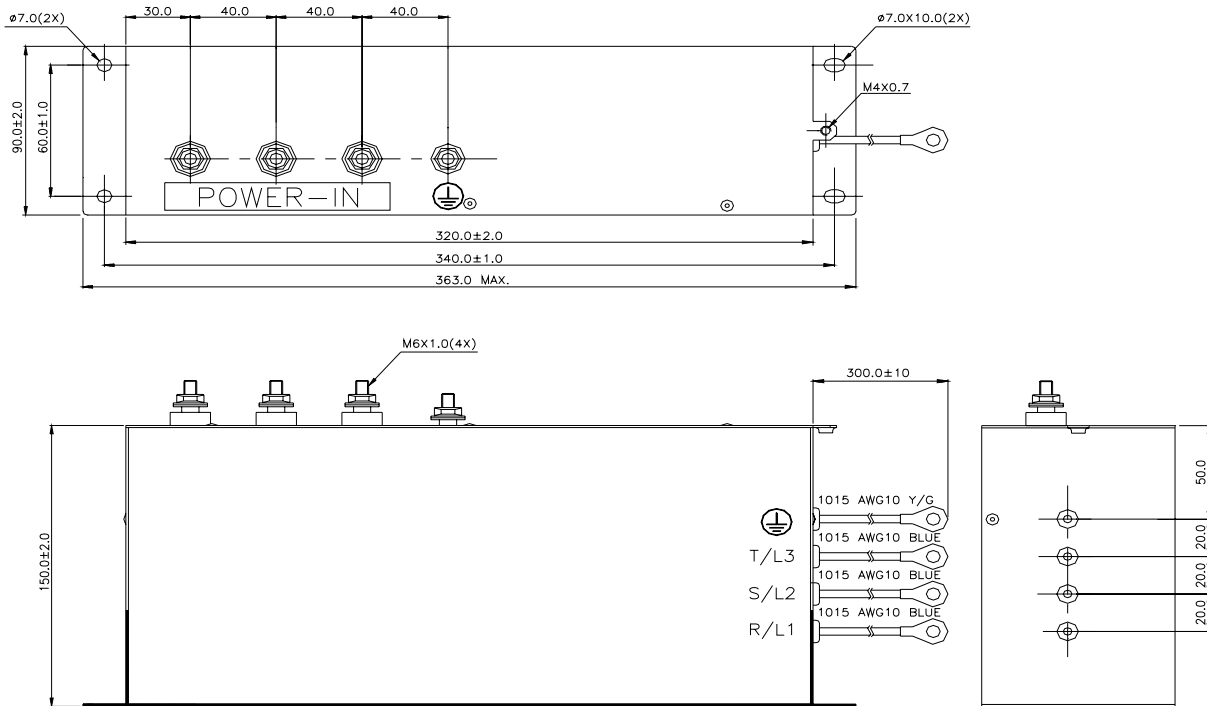 30.0
40.0
40.0
40.0
ø7.0(2X)
ø7.0X10.0(2X)
90.0±2.0
60.0±1.0
M4X0.7
POWER-IN
320.0±2.0
340.0±1.0
363.0 MAX.
M6X1.0(4X)
300.0±10
150.0±2.0
1015 AWG10 Y/G
1015 AWG10 BLUE
T/L3
1015 AWG10 BLUE
S/L2
1015 AWG10 BLUE
R/L1
50.0
20.0
20.0
20.0